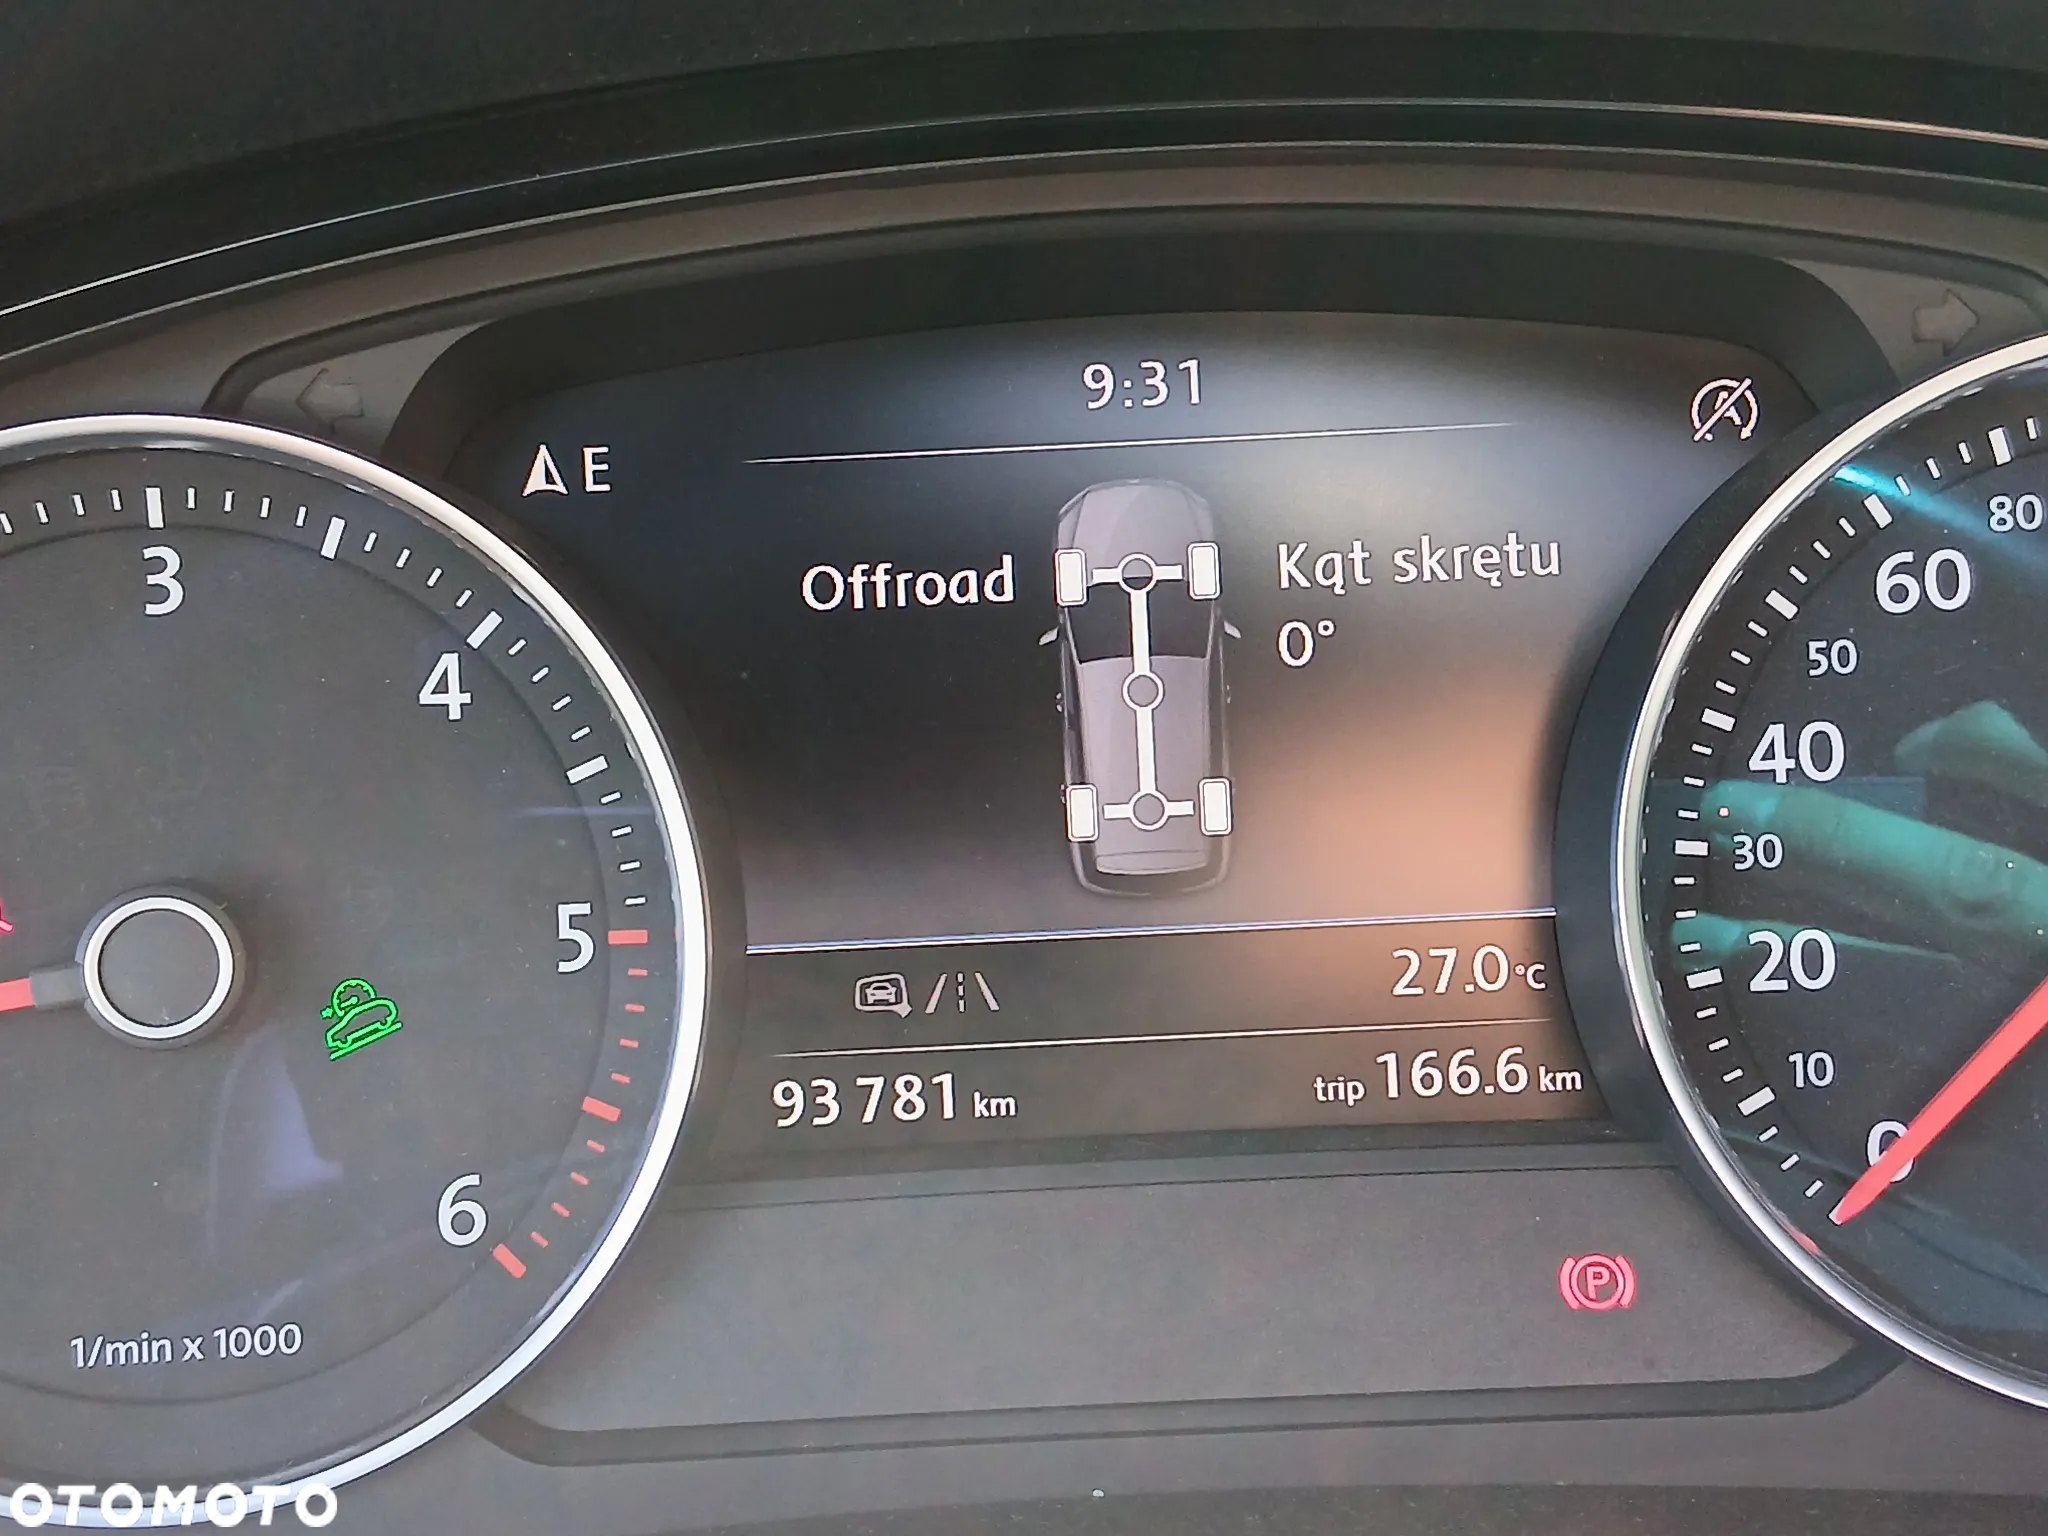 9:31
E
Offroad
Kąt skrętu
0°
27.0 °C
93 781 km
trip 166.6 km
3
4
5
6
1/min x 1000
80
60
50
40
30
20
10
0
P
OTOMOTO